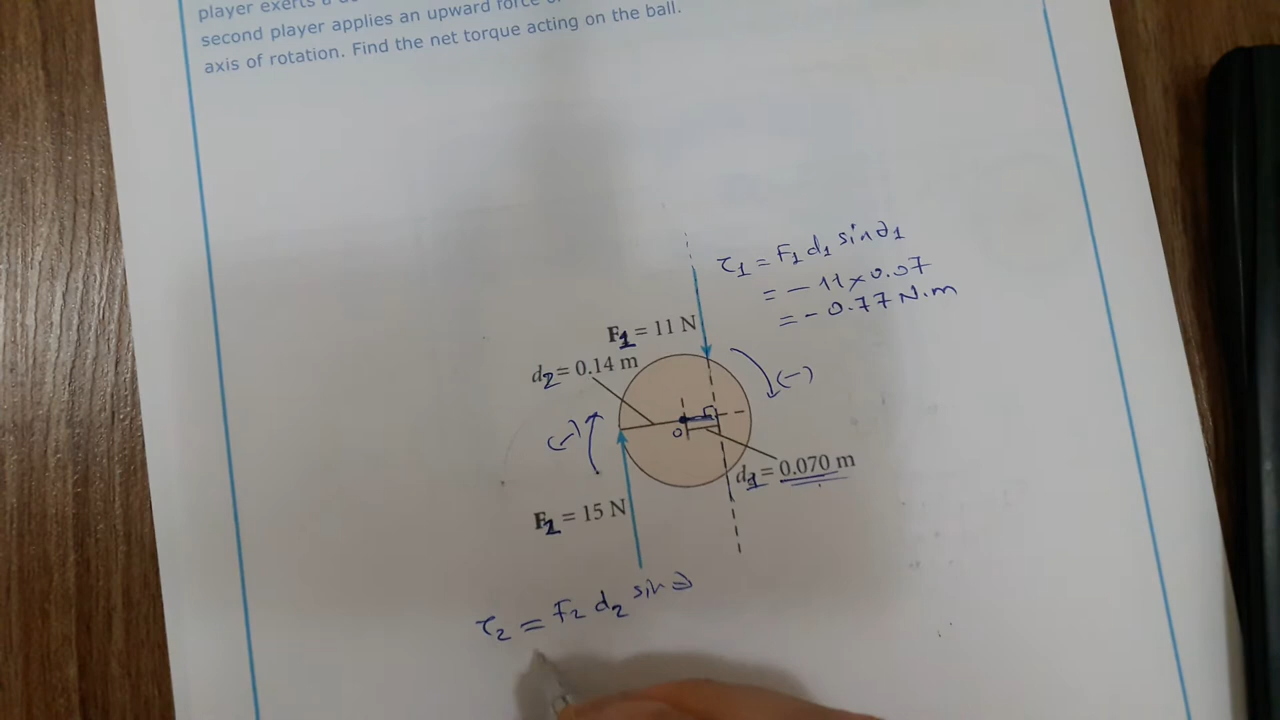 player exerts a
second player applies an upward force
axis of rotation. Find the net torque acting on the ball.
τ1 = F1 d1 sin∂1
= - 11 x 0.07
= - 0.77 N.m
F1 = 11 N
d2 = 0.14 m
(-)
(-)
O
d1 = 0.070 m
F2 = 15 N
τ2 = F2 d2 sin∂